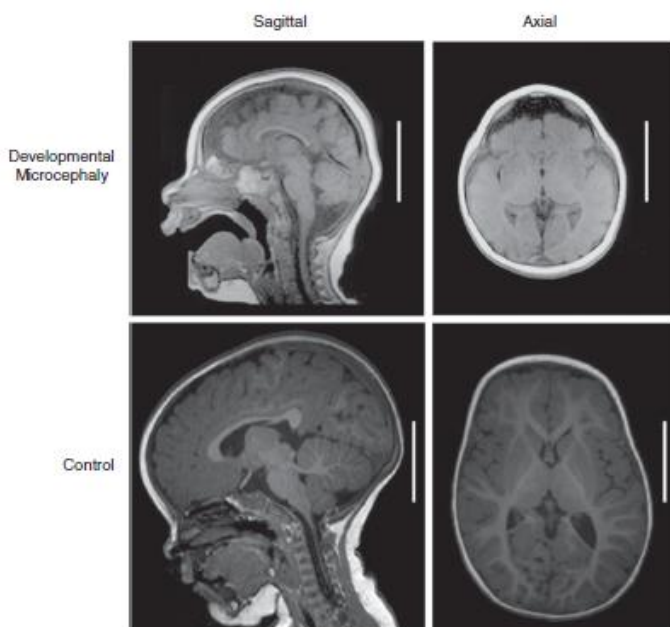 Sagittal
Axial
Developmental
Microcephaly
Control